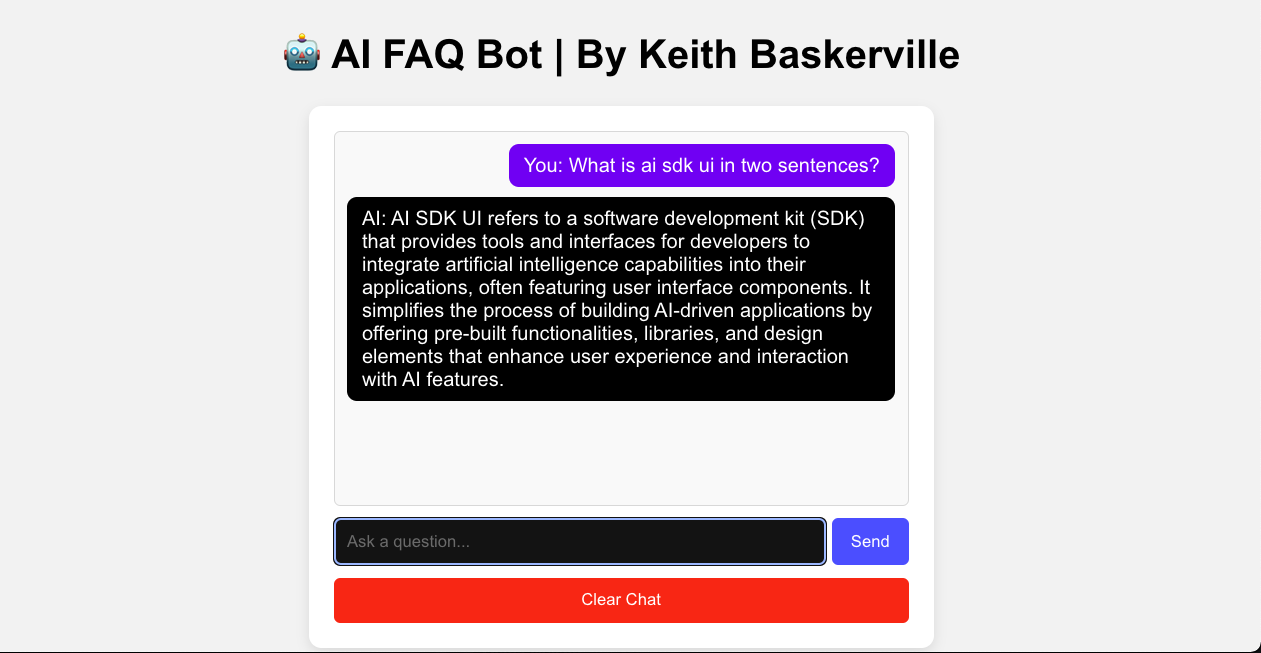 🤖 AI FAQ Bot | By Keith Baskerville
You: What is ai sdk ui in two sentences?
AI: AI SDK UI refers to a software development kit (SDK)
that provides tools and interfaces for developers to
integrate artificial intelligence capabilities into their
applications, often featuring user interface components. It
simplifies the process of building AI-driven applications by
offering pre-built functionalities, libraries, and design
elements that enhance user experience and interaction
with AI features.
Ask a question...
Send
Clear Chat